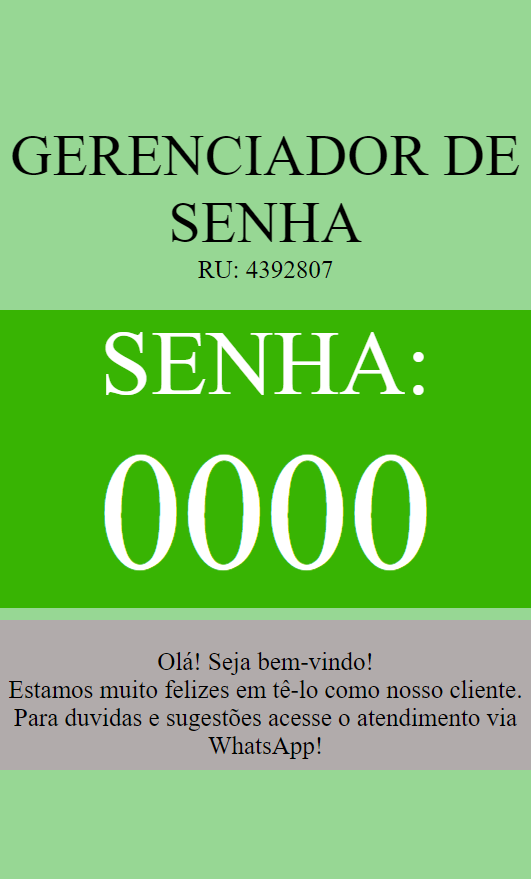 GERENCIADOR DE
SENHA
RU: 4392807
SENHA:
0000
Olá! Seja bem-vindo!
Estamos muito felizes em tê-lo como nosso cliente.
Para duvidas e sugestões acesse o atendimento via
WhatsApp!